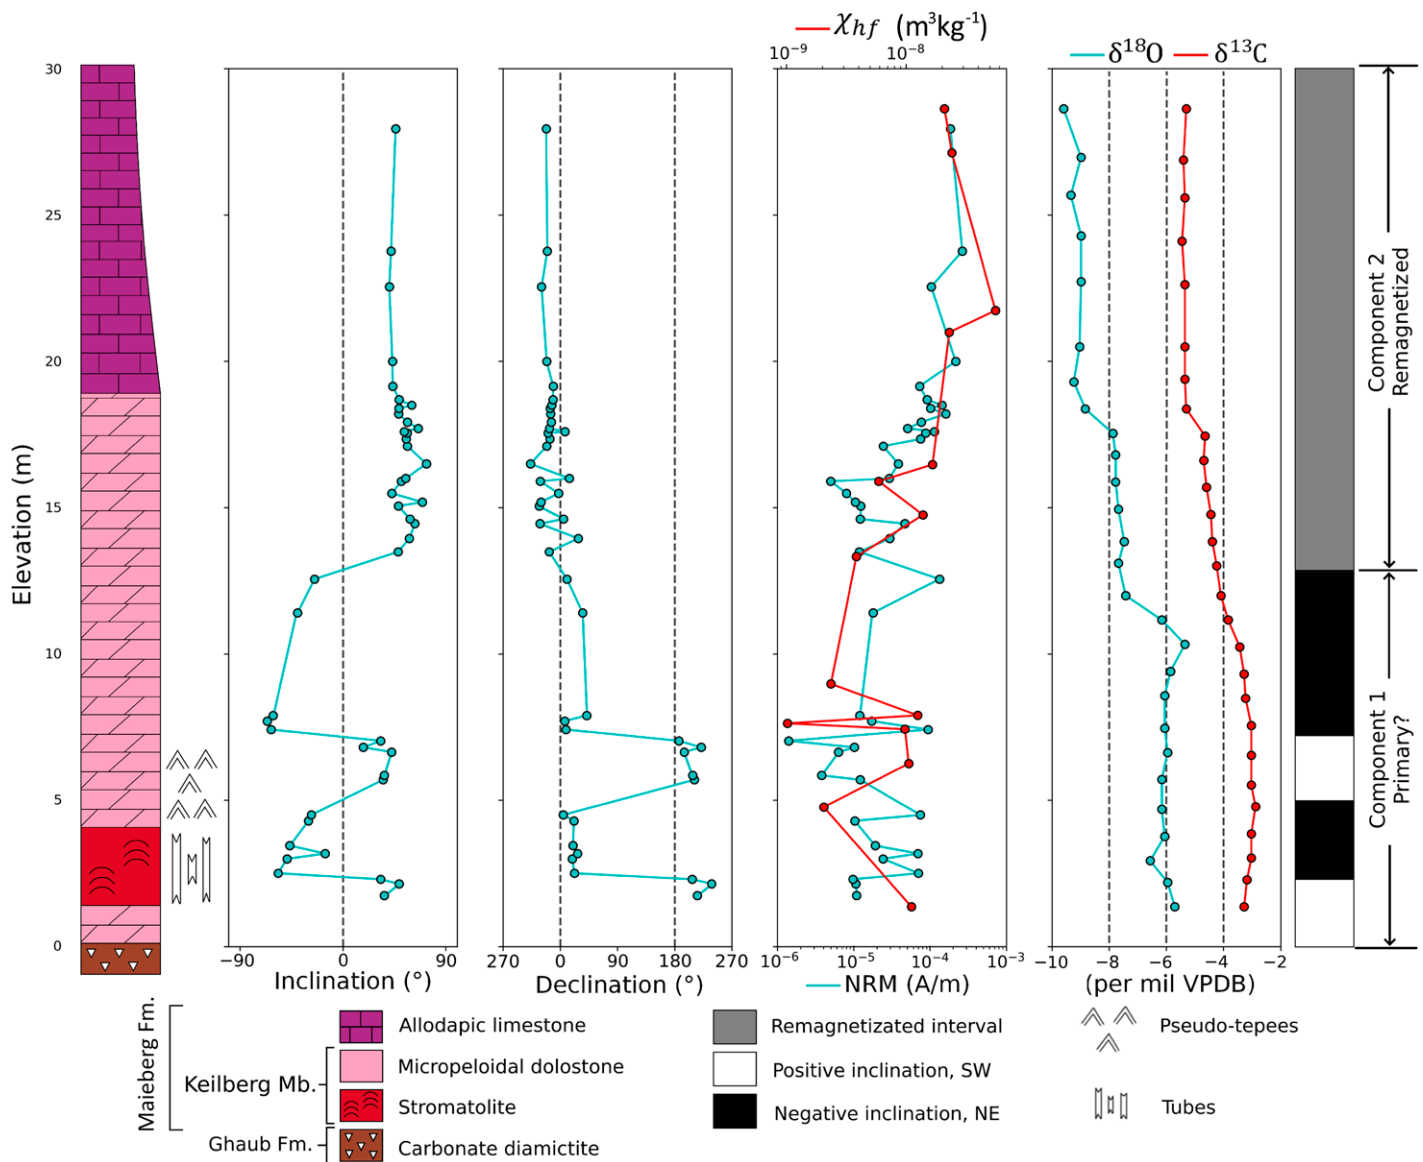 χhf (m³kg⁻¹)
10⁻⁹ 10⁻⁸
δ¹⁸O δ¹³C
30
25
20
15
10
5
0
Elevation (m)
−90 0 90
Inclination (°)
270 0 90 180 270
Declination (°)
10⁻⁶ 10⁻⁵ 10⁻⁴ 10⁻³
NRM (A/m)
−10 −8 −6 −4 −2
(per mil VPDB)
Component 2
Remagnetized
Component 1
Primary?
Maieberg Fm.
Keilberg Mb.
Ghaub Fm.
Allodapic limestone
Micropeloidal dolostone
Stromatolite
Carbonate diamictite
Remagnetizated interval
Positive inclination, SW
Negative inclination, NE
Pseudo-tepees
Tubes